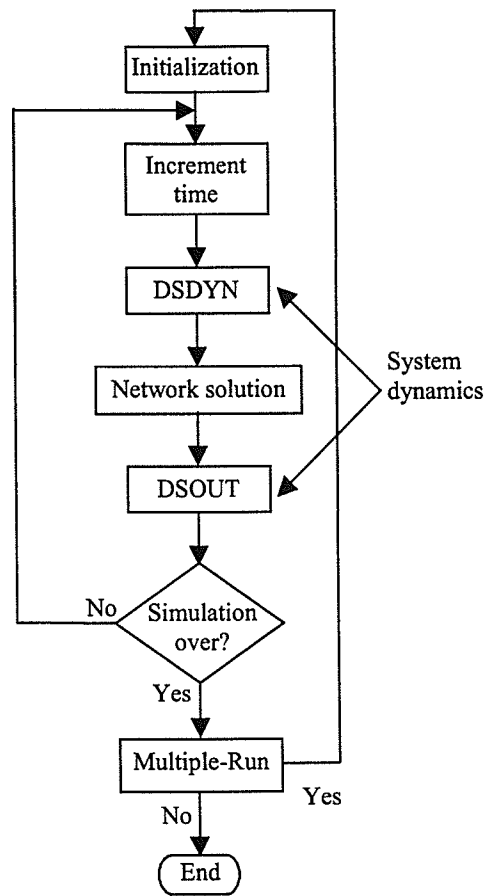 Initialization
Increment
time
DSDYN
Network solution
DSOUT
System
dynamics
No
Simulation
over?
Yes
Multiple-Run
Yes
No
End